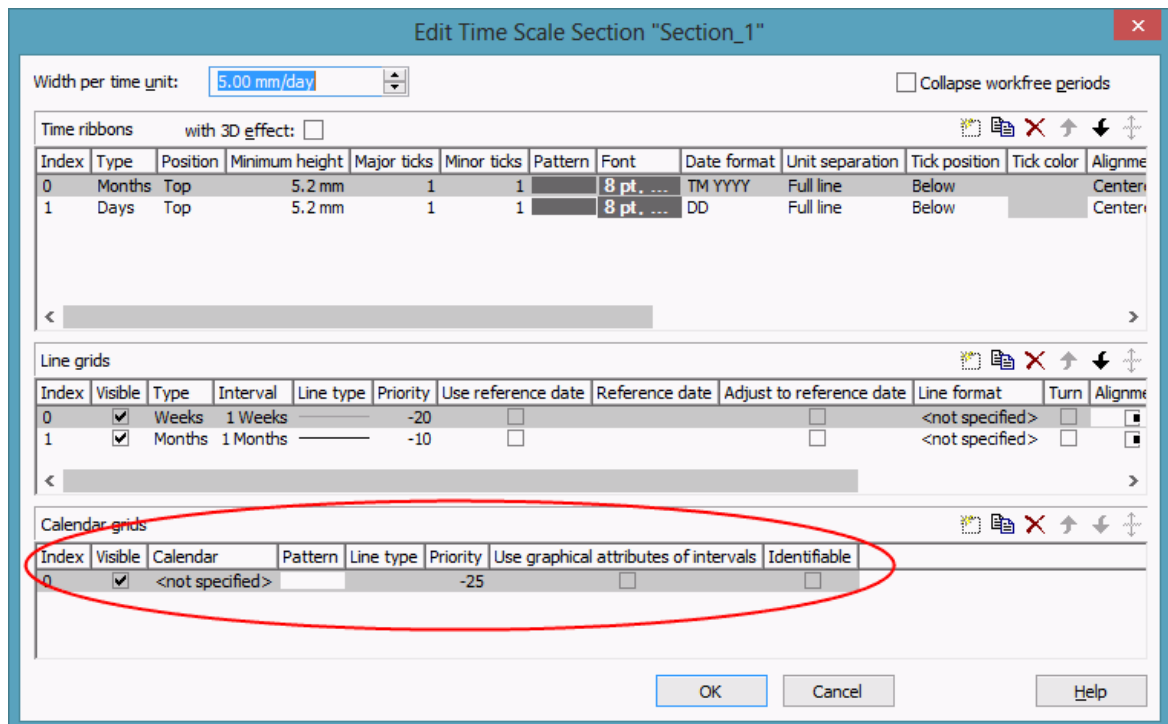 Edit Time Scale Section "Section_1"
Width per time unit: 5.00 mm/day Collapse workfree periods
Time ribbons with 3D effect:
Index Type Position Minimum height Major ticks Minor ticks Pattern Font Date format Unit separation Tick position Tick color Alignme
0 Months Top 5.2 mm 1 1 8 pt. ... TM YYYY Full line Below Center
1 Days Top 5.2 mm 1 1 8 pt. ... DD Full line Below Center
Line grids
Index Visible Type Interval Line type Priority Use reference date Reference date Adjust to reference date Line format Turn Alignme
0 Weeks 1 Weeks -20 <not specified>
1 Months 1 Months -10 <not specified>
Calendar grids
Index Visible Calendar Pattern Line type Priority Use graphical attributes of intervals Identifiable
0 <not specified> -25
OK Cancel Help